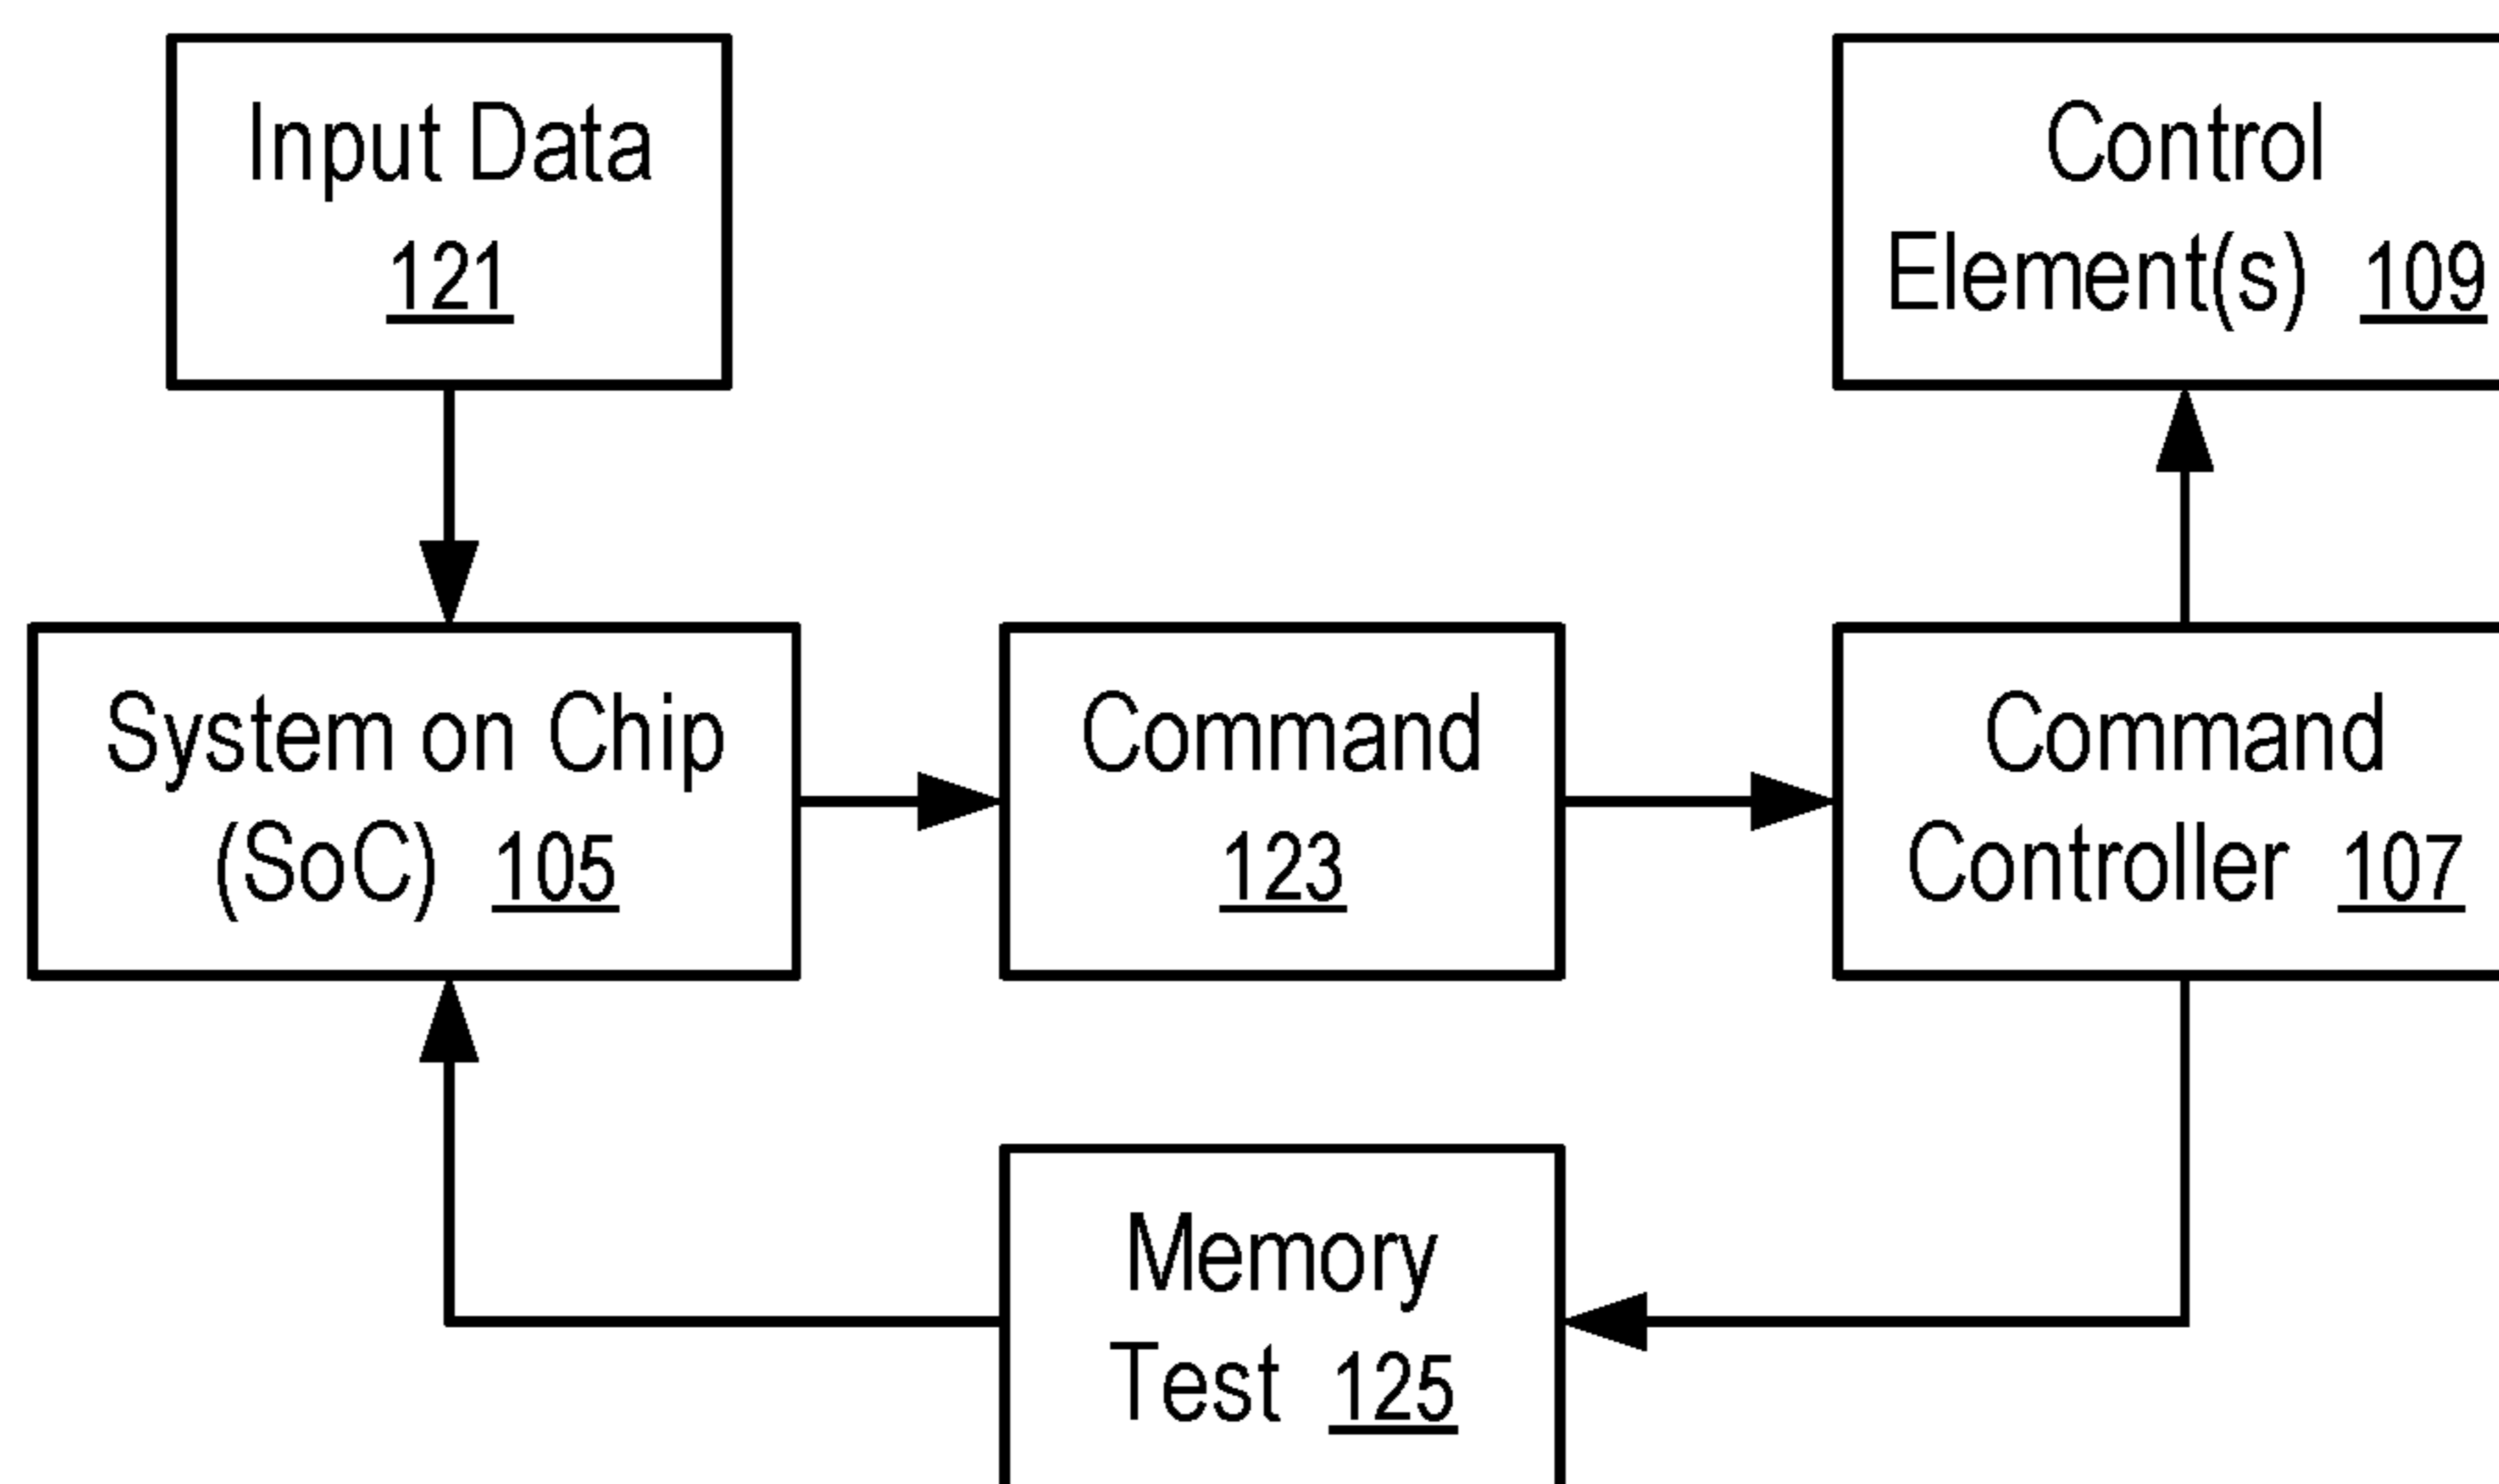 Input Data
121
Control
Element(s) 109
System on Chip
(SoC) 105
Command
123
Command
Controller 107
Memory
Test 125